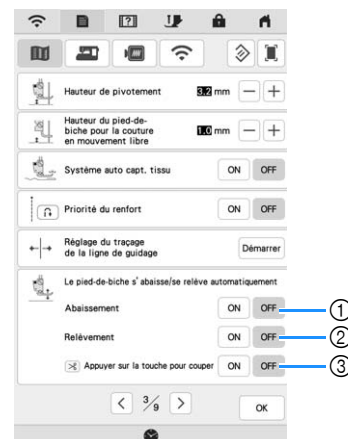 Hauteur de pivotement 3.2 mm
Hauteur du pied-de-
biche pour la couture
en mouvement libre
1.0 mm
Système auto capt. tissu ON OFF
Priorité du renfort ON OFF
Réglage du traçage
de la ligne de guidage
Démarrer
Le pied-de-biche s'abaisse/se relève automatiquement
Abaissement ON OFF 1
Relèvement ON OFF 2
Appuyer sur la touche pour couper ON OFF 3
3/9
OK